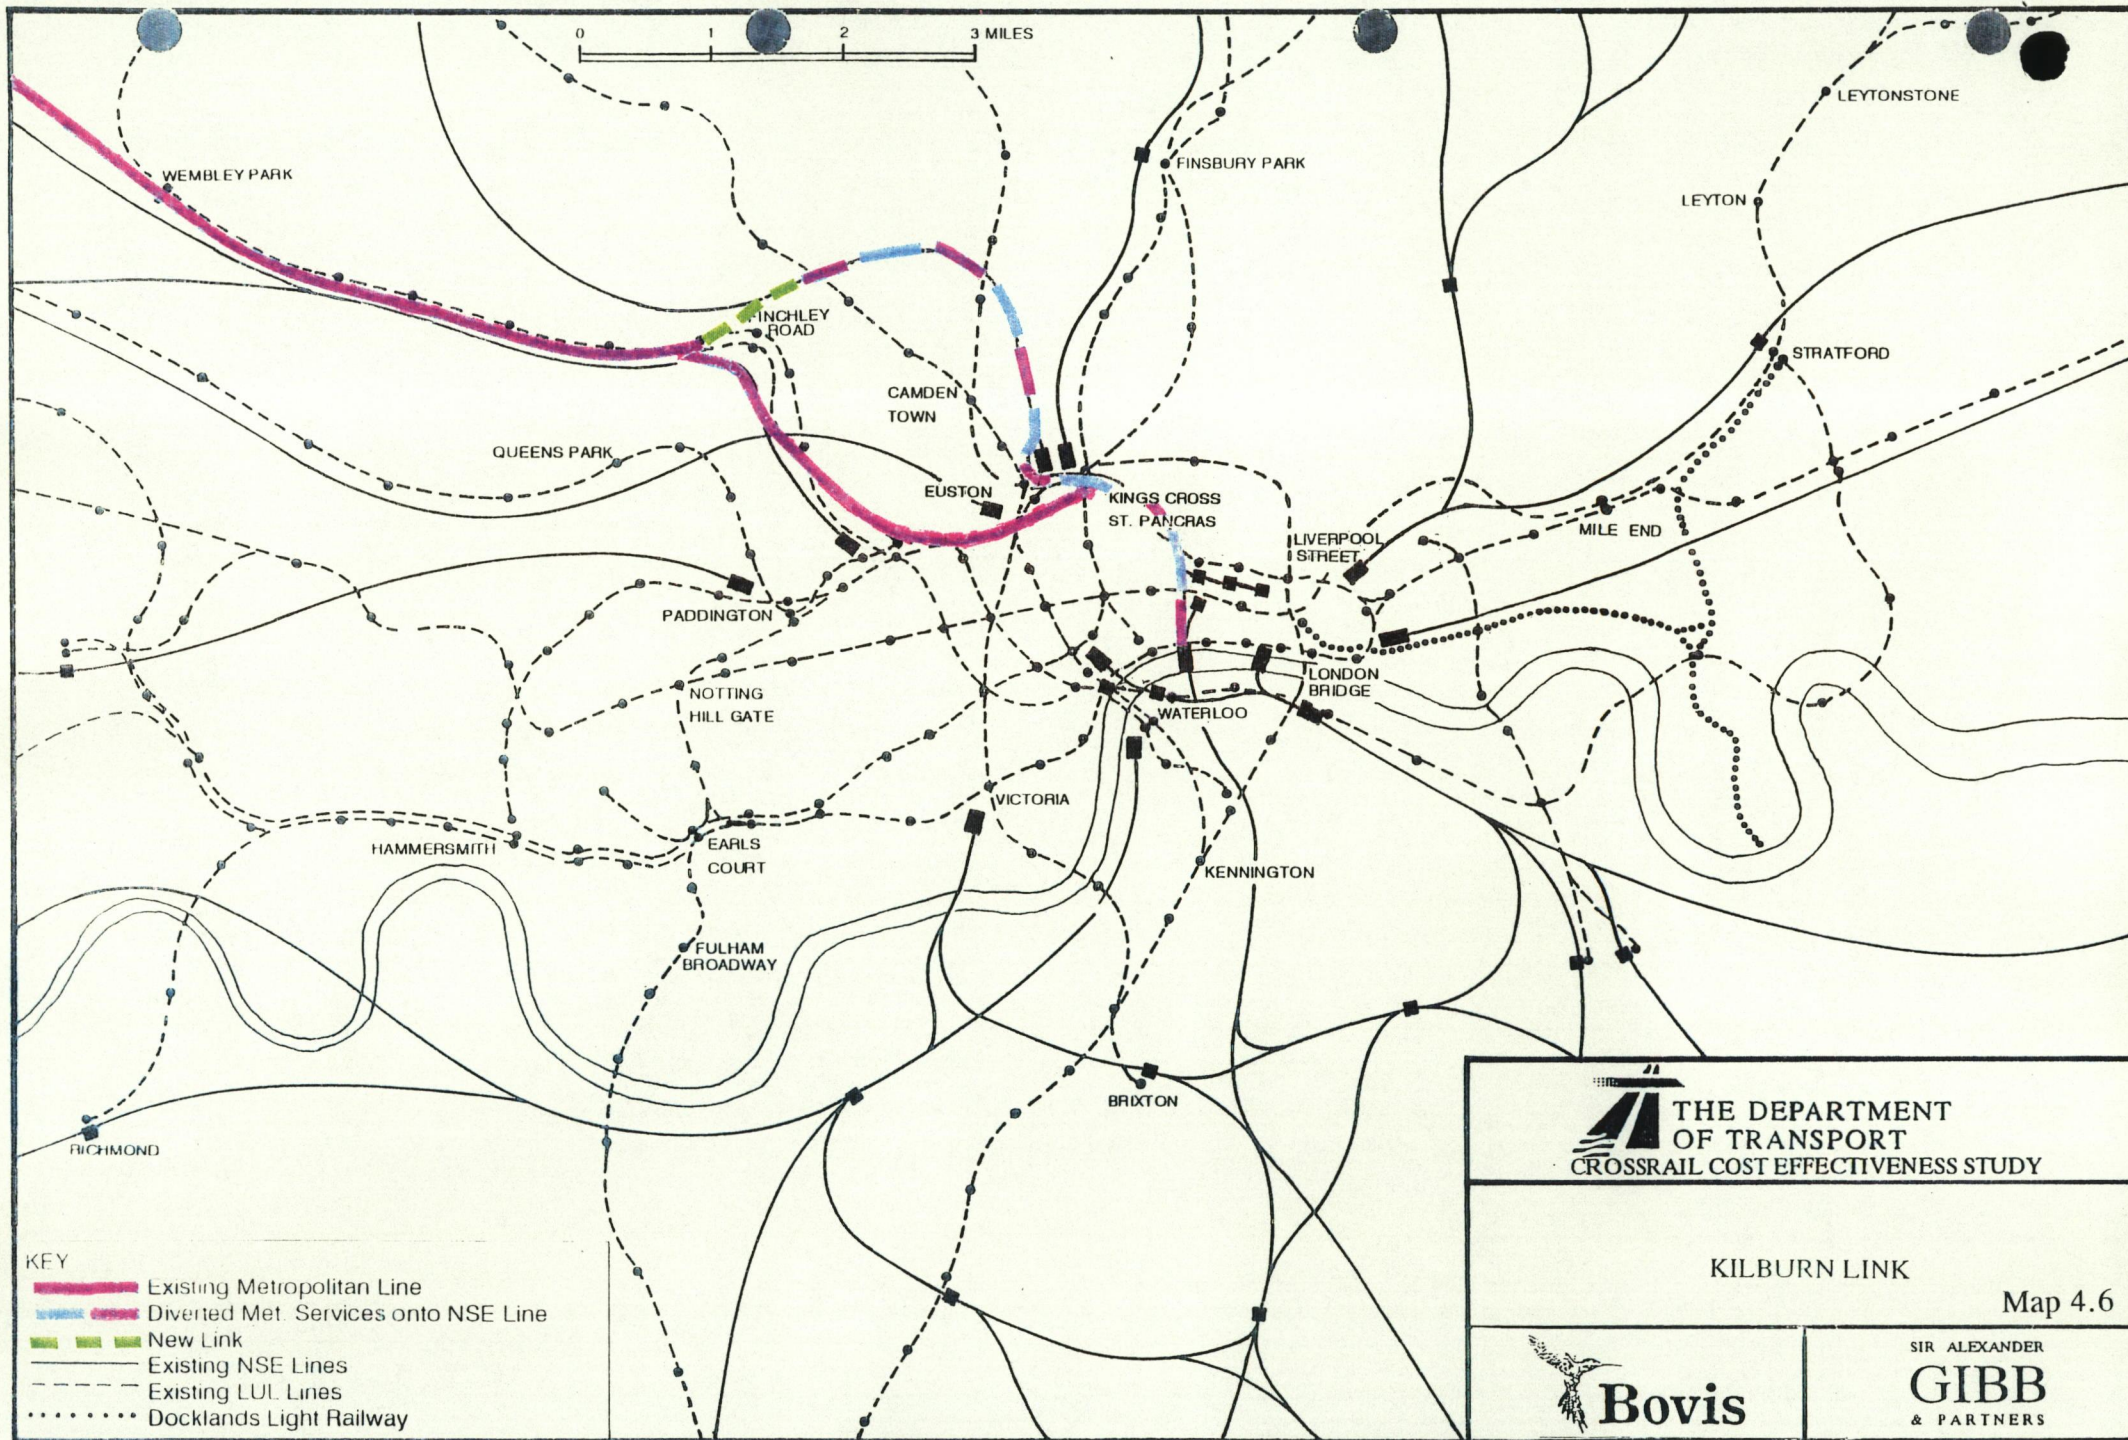 0 1 2 3 MILES
LEYTONSTONE
WEMBLEY PARK
FINSBURY PARK
LEYTON
INCHLEY
ROAD
STRATFORD
CAMDEN
TOWN
QUEENS PARK
EUSTON
KINGS CROSS
ST. PANCRAS
MILE END
LIVERPOOL
STREET
PADDINGTON
LONDON
BRIDGE
NOTTING
HILL GATE
WATERLOO
VICTORIA
HAMMERSMITH
EARLS
COURT
KENNINGTON
FULHAM
BROADWAY
BRIXTON
RICHMOND
KEY
Existing Metropolitan Line
Diverted Met. Services onto NSE Line
New Link
Existing NSE Lines
Existing LUL Lines
Docklands Light Railway
THE DEPARTMENT
OF TRANSPORT
CROSSRAIL COST EFFECTIVENESS STUDY
KILBURN LINK
Map 4.6
Bovis
SIR ALEXANDER
GIBB
& PARTNERS